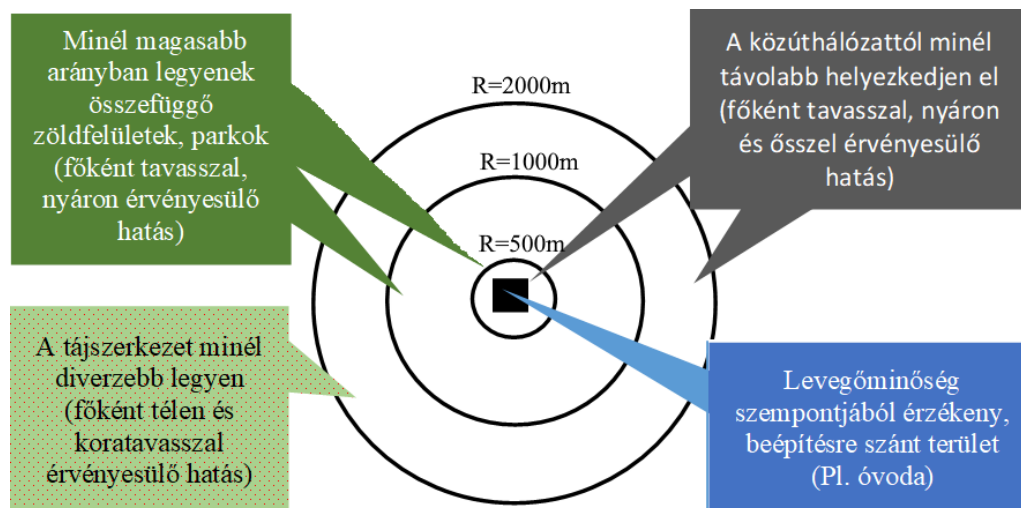 Minél magasabb
arányban legyenek
összefüggő
zöldfelületek, parkok
(főként tavasszal,
nyáron érvényesülő
hatás)
A közúthálózattól minél
távolabb helyezkedjen el
(főként tavasszal, nyáron
és ősszel érvényesülő
hatás)
R=2000m
R=1000m
R=500m
A tájszerkezet minél
diverzebb legyen
(főként télen és
koratavasszal
érvényesülő hatás)
Levegőminőség
szempontjából érzékeny,
beépítésre szánt terület
(Pl. óvoda)